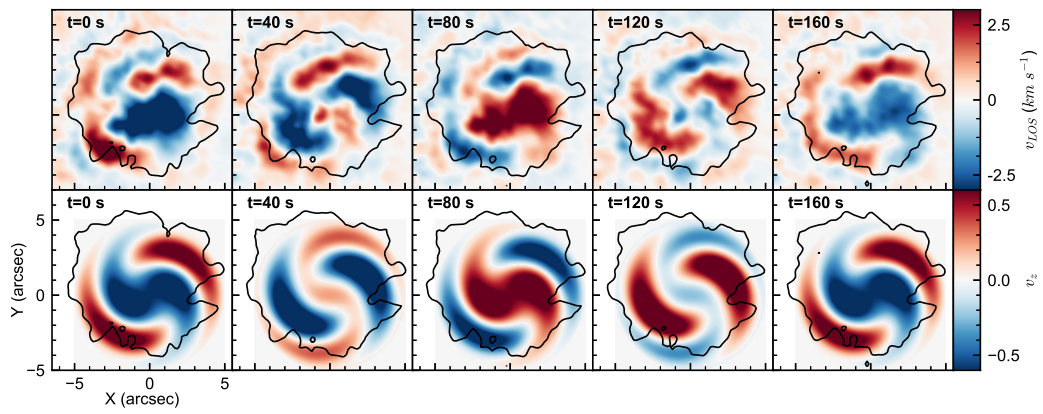 t=0 s t=40 s t=80 s t=120 s t=160 s
2.5
0
-2.5
v_LOS (km s⁻¹)
t=0 s t=40 s t=80 s t=120 s t=160 s
5
0
−5
Y (arcsec)
0.5
0.0
-0.5
v_z
−5 0 5
X (arcsec)